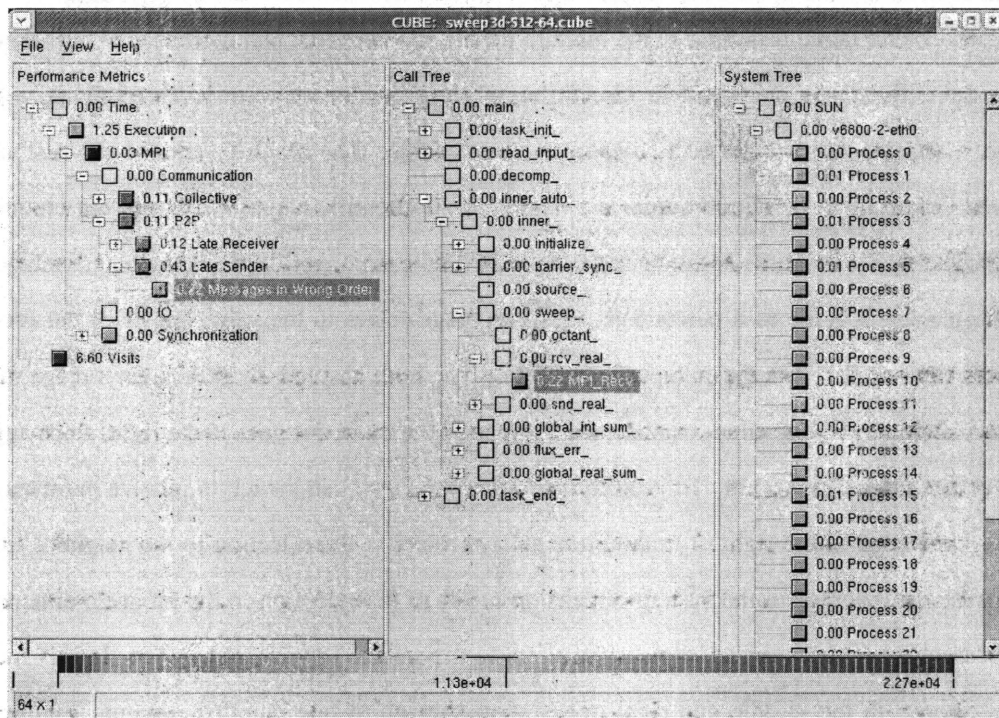 CUBE: sweep3d-512-64.cube
File View Help
Performance Metrics
0.00 Time
1.25 Execution
0.03 MPI
0.00 Communication
0.11 Collective
0.11 P2P
0.12 Late Receiver
0.43 Late Sender
0.22 Messages in Wrong Order
0.00 IO
0.00 Synchronization
6.60 Visits
Call Tree
0.00 main
0.00 task_init_
0.00 read_input_
0.00 decomp_
0.00 inner_auto_
0.00 inner_
0.00 initialize_
0.00 barrier_sync_
0.00 source_
0.00 sweep_
0.00 octant_
0.00 rcv_real_
0.22 MPI_Recv
0.00 snd_real_
0.00 global_int_sum_
0.00 flux_err_
0.00 global_real_sum_
0.00 task_end_
System Tree
0.00 SUN
0.00 v6800-2-eth0
0.00 Process 0
0.01 Process 1
0.00 Process 2
0.01 Process 3
0.00 Process 4
0.01 Process 5
0.00 Process 6
0.00 Process 7
0.00 Process 8
0.00 Process 9
0.00 Process 10
0.00 Process 11
0.00 Process 12
0.00 Process 13
0.00 Process 14
0.01 Process 15
0.00 Process 16
0.00 Process 17
0.00 Process 18
0.00 Process 19
0.00 Process 20
0.00 Process 21
1.13e+04
2.27e+04
64 x 1